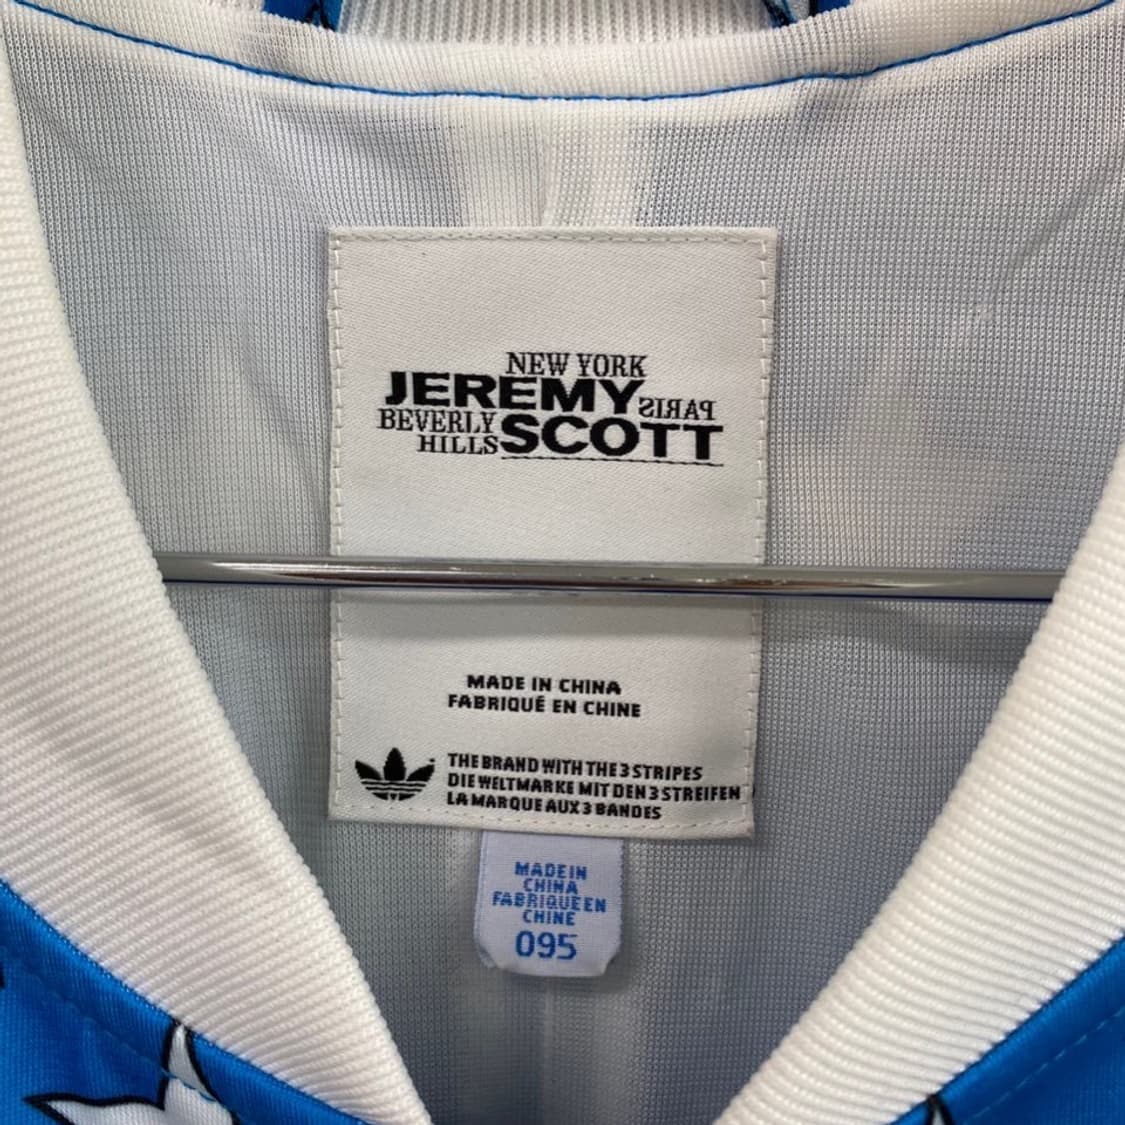 NEW YORK
JEREMY PARIS
BEVERLY HILLS SCOTT
MADE IN CHINA
FABRIQUÉ EN CHINE
THE BRAND WITH THE 3 STRIPES
DIE WELTMARKE MIT DEN 3 STREIFEN
LA MARQUE AUX 3 BANDES
MADE IN
CHINA
FABRIQUE EN
CHINE
095